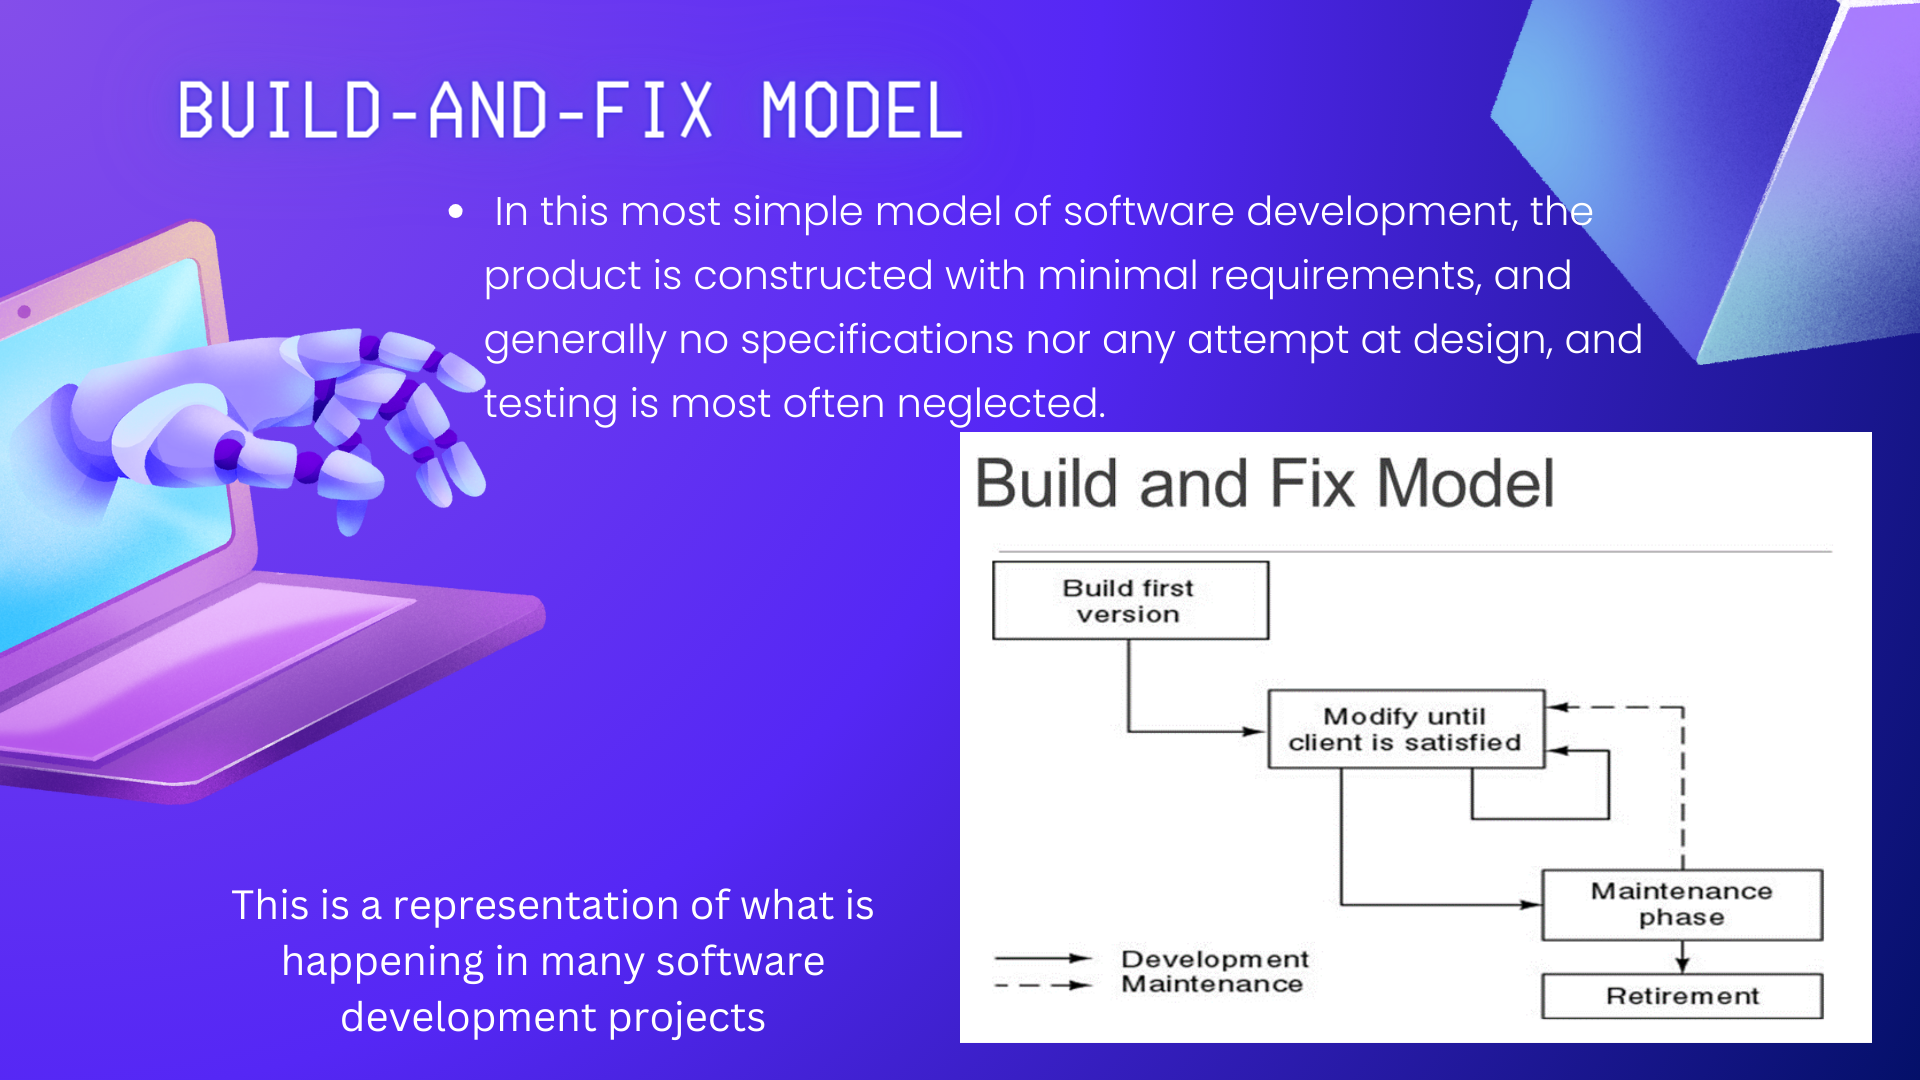 BUILD-AND-FIX MODEL
• In this most simple model of software development, the
product is constructed with minimal requirements, and
generally no specifications nor any attempt at design, and
testing is most often neglected.
Build and Fix Model
Build first
version
Modify until
client is satisfied
Maintenance
phase
Development
Maintenance
Retirement
This is a representation of what is
happening in many software
development projects